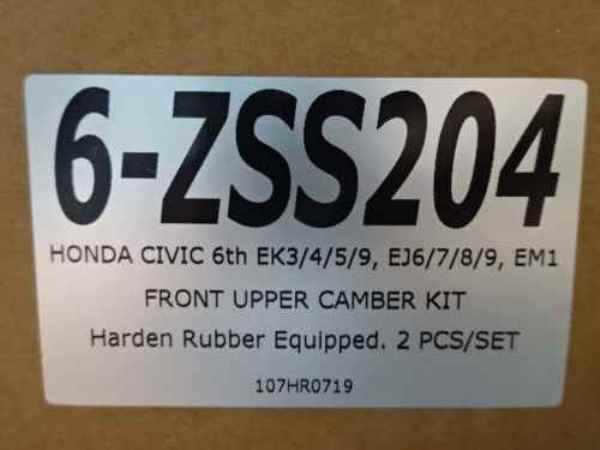 6-ZSS204
HONDA CIVIC 6th EK3/4/5/9, EJ6/7/8/9, EM1
FRONT UPPER CAMBER KIT
Harden Rubber Equipped. 2 PCS/SET
107HR0719